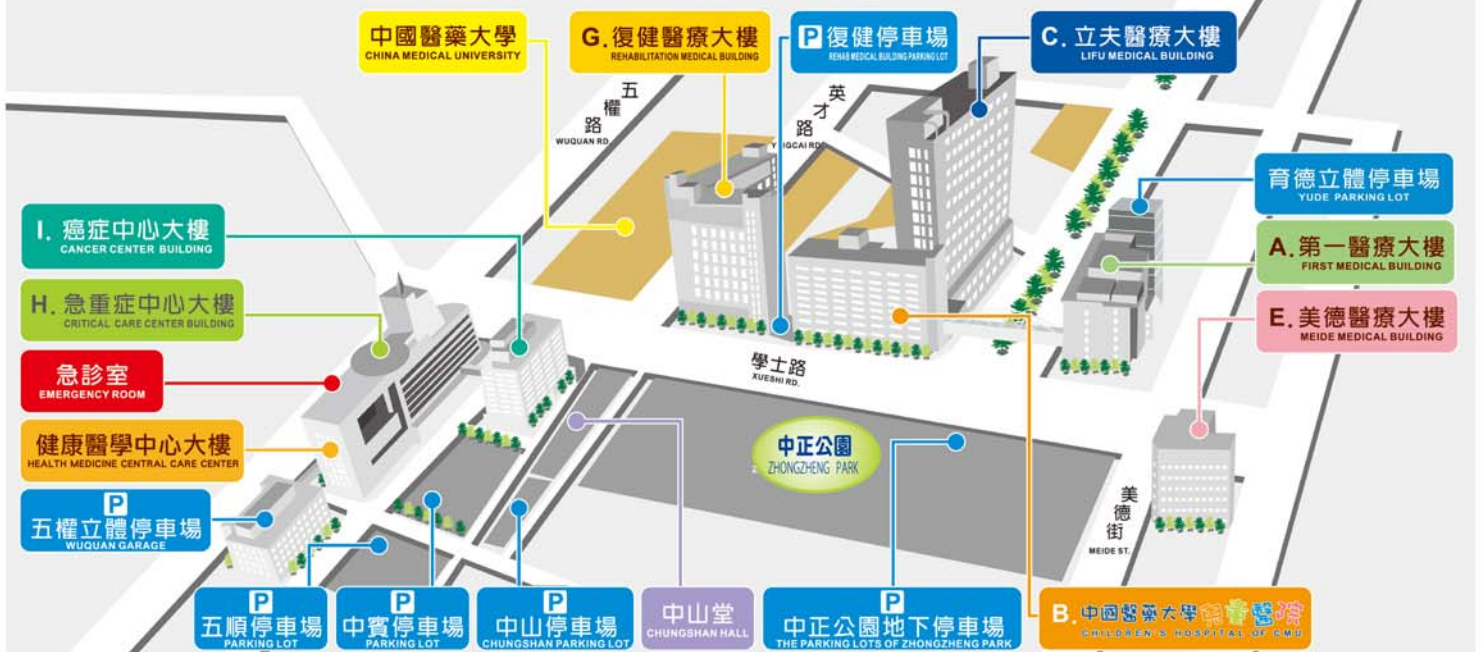 中國醫藥大學
CHINA MEDICAL UNIVERSITY
G.復健醫療大樓
REHABILITATION MEDICAL BUILDING
P 復健停車場
REHAB MEDICAL BUILDING PARKING LOT
C. 立夫醫療大樓
LIFU MEDICAL BUILDING
五權路
WUQUAN RD.
英才路
YINGCAI RD.
育德立體停車場
YUDE PARKING LOT
I. 癌症中心大樓
CANCER CENTER BUILDING
A.第一醫療大樓
FIRST MEDICAL BUILDING
H. 急重症中心大樓
CRITICAL CARE CENTER BUILDING
E.美德醫療大樓
MEIDE MEDICAL BUILDING
急診室
EMERGENCY ROOM
學士路
XUESHI RD.
健康醫學中心大樓
HEALTH MEDICINE CENTRAL CARE CENTER
中正公園
ZHONGZHENG PARK
P
五權立體停車場
WUQUAN GARAGE
美德街
MEIDE ST.
P
五順停車場
PARKING LOT
P
中賓停車場
PARKING LOT
P
中山停車場
CHUNGSHAN PARKING LOT
中山堂
CHUNGSHAN HALL
P
中正公園地下停車場
THE PARKING LOTS OF ZHONGZHENG PARK
B.中國醫藥大學兒童醫院
CHILDREN'S HOSPITAL OF CMU